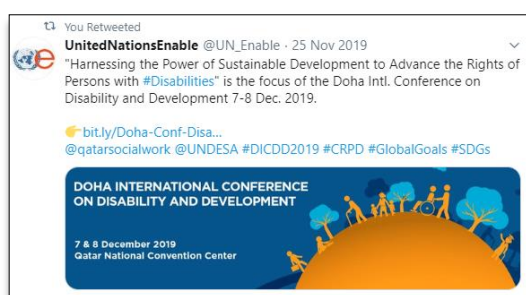 You Retweeted
UnitedNationsEnable @UN_Enable · 25 Nov 2019
"Harnessing the Power of Sustainable Development to Advance the Rights of
Persons with #Disabilities" is the focus of the Doha Intl. Conference on
Disability and Development 7-8 Dec. 2019.
👉bit.ly/Doha-Conf-Disa...
@qatarsocialwork @UNDESA #DICDD2019 #CRPD #GlobalGoals #SDGs
DOHA INTERNATIONAL CONFERENCE
ON DISABILITY AND DEVELOPMENT
7 & 8 December 2019
Qatar National Convention Center